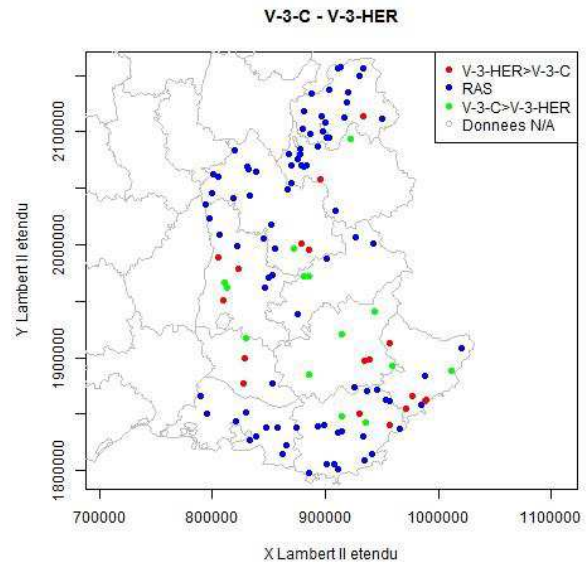 V-3-C - V-3-HER
V-3-HER>V-3-C
RAS
V-3-C>V-3-HER
Donnees N/A
Y Lambert II etendu
2100000
2000000
1900000
1800000
700000 800000 900000 1000000 1100000
X Lambert II etendu